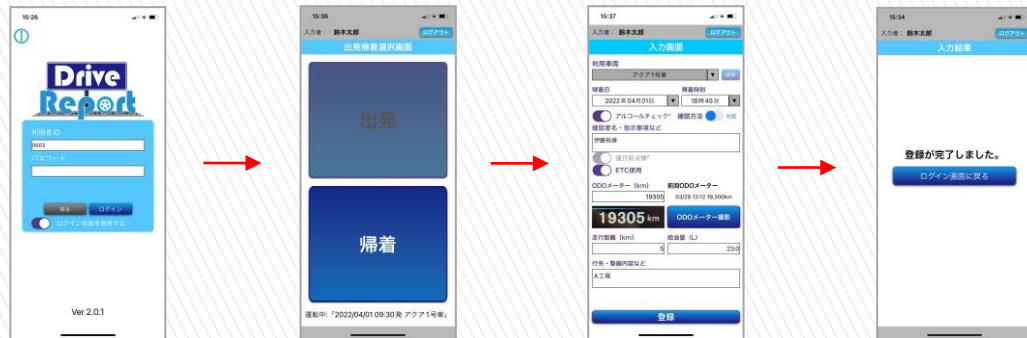 15:26
Drive
Report
利用者ID
0003
パスワード
戻る
ログイン
ログイン状態を保持する
Ver 2.0.1
15:36
入力者： 鈴木太郎
ログアウト
出発帰着選択画面
出発
帰着
運転中:「2022/04/01 09:30 発 アクア1号車」
15:37
入力者： 鈴木太郎
ログアウト
入力画面
利用車両
アクア1号車
帰着日
帰着時刻
2022年04月01日
18時45分
アルコールチェック*
確認方法
対面
確認者名・指示事項など
伊藤裕香
運行前点検*
ETC使用
ODOメーター (km)
前回ODOメーター
19305
03/29 13:12 19,300km
19305 km
ODOメーター撮影
走行距離 (km)
給油量 (L)
5
23.0
行先・整備内容など
A工場
登録
15:34
入力者： 鈴木太郎
ログアウト
入力結果
登録が完了しました。
ログイン画面に戻る